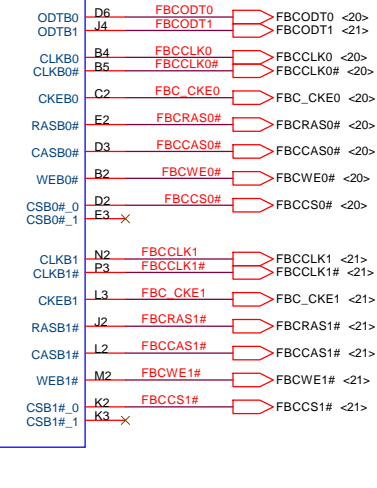 ODTB0 D6 FBCODT0 FBCODT0 <20>
ODTB1 J4 FBCODT1 FBCODT1 <21>
CLKB0 B4 FBCCLK0 FBCCLK0 <20>
CLKB0# B5 FBCCLK0# FBCCLK0# <20>
CKEB0 C2 FBC_CKE0 FBC_CKE0 <20>
RASB0# E2 FBCRAS0# FBCRAS0# <20>
CASB0# D3 FBCCAS0# FBCCAS0# <20>
WEB0# B2 FBCWE0# FBCWE0# <20>
CSB0#_0 D2 FBCCS0# FBCCS0# <20>
CSB0#_1 E3
CLKB1 N2 FBCCLK1 FBCCLK1 <21>
CLKB1# P3 FBCCLK1# FBCCLK1# <21>
CKEB1 L3 FBC_CKE1 FBC_CKE1 <21>
RASB1# J2 FBCRAS1# FBCRAS1# <21>
CASB1# L2 FBCCAS1# FBCCAS1# <21>
WEB1# M2 FBCWE1# FBCWE1# <21>
CSB1#_0 K2 FBCCS1# FBCCS1# <21>
CSB1#_1 K3